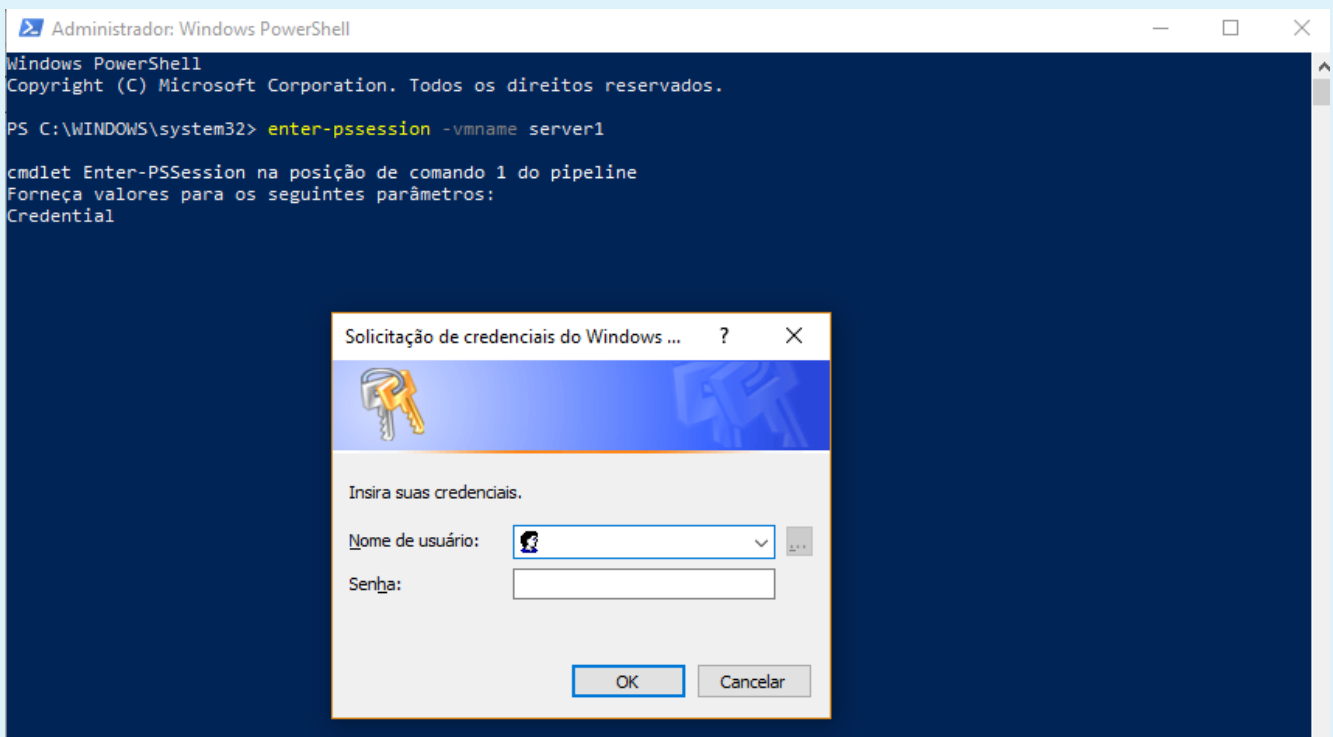 Administrador: Windows PowerShell
Windows PowerShell
Copyright (C) Microsoft Corporation. Todos os direitos reservados.
PS C:\WINDOWS\system32> enter-pssession -vmname server1
cmdlet Enter-PSSession na posição de comando 1 do pipeline
Forneça valores para os seguintes parâmetros:
Credential
Solicitação de credenciais do Windows ... ?
Insira suas credenciais.
Nome de usuário: ...
Senha:
OK Cancelar